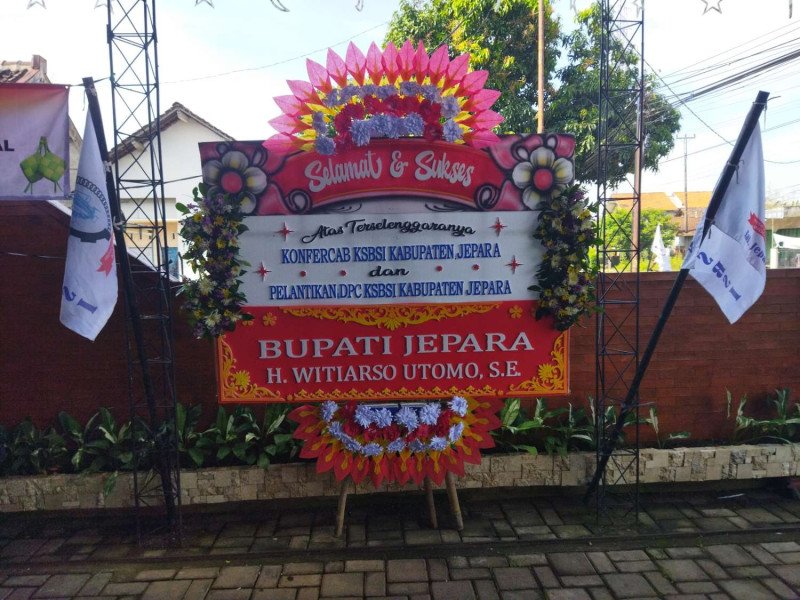 Selamat & Sukses
Atas Terselenggaranya
KONFERCAB KSBSI KABUPATEN JEPARA
dan
PELANTIKAN DPC KSBSI KABUPATEN JEPARA
BUPATI JEPARA
H. WITIARSO UTOMO, S.E.